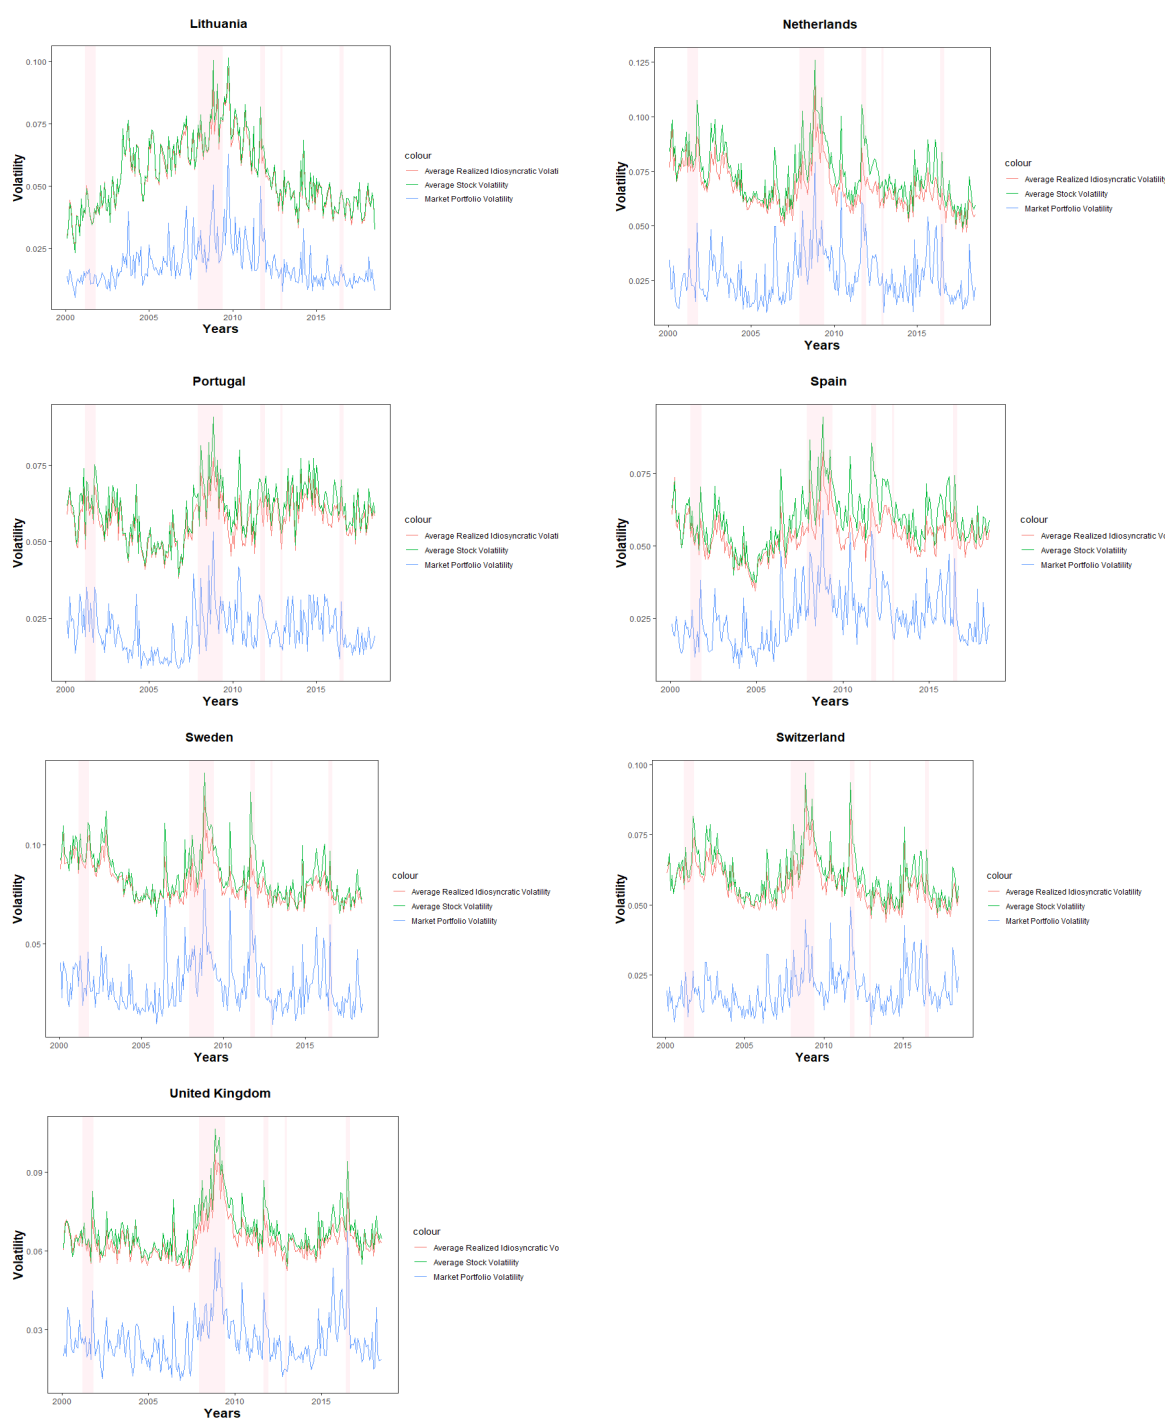 Lithuania
Volatility
0.100
0.075
0.050
0.025
2000 2005 2010 2015
Years
colour
Average Realized Idiosyncratic Volati
Average Stock Volatility
Market Portfolio Volatility
Netherlands
Volatility
0.125
0.100
0.075
0.050
0.025
2000 2005 2010 2015
Years
colour
Average Realized Idiosyncratic Volatility
Average Stock Volatility
Market Portfolio Volatility
Portugal
Volatility
0.075
0.050
0.025
2000 2005 2010 2015
Years
colour
Average Realized Idiosyncratic Volati
Average Stock Volatility
Market Portfolio Volatility
Spain
Volatility
0.075
0.050
0.025
2000 2005 2010 2015
Years
colour
Average Realized Idiosyncratic Vo
Average Stock Volatility
Market Portfolio Volatility
Sweden
Volatility
0.10
0.05
2000 2005 2010 2015
Years
colour
Average Realized Idiosyncratic Volatility
Average Stock Volatility
Market Portfolio Volatility
Switzerland
Volatility
0.100
0.075
0.050
0.025
2000 2005 2010 2015
Years
colour
Average Realized Idiosyncratic Volatility
Average Stock Volatility
Market Portfolio Volatility
United Kingdom
Volatility
0.09
0.06
0.03
2000 2005 2010 2015
Years
colour
Average Realized Idiosyncratic Vo
Average Stock Volatility
Market Portfolio Volatility